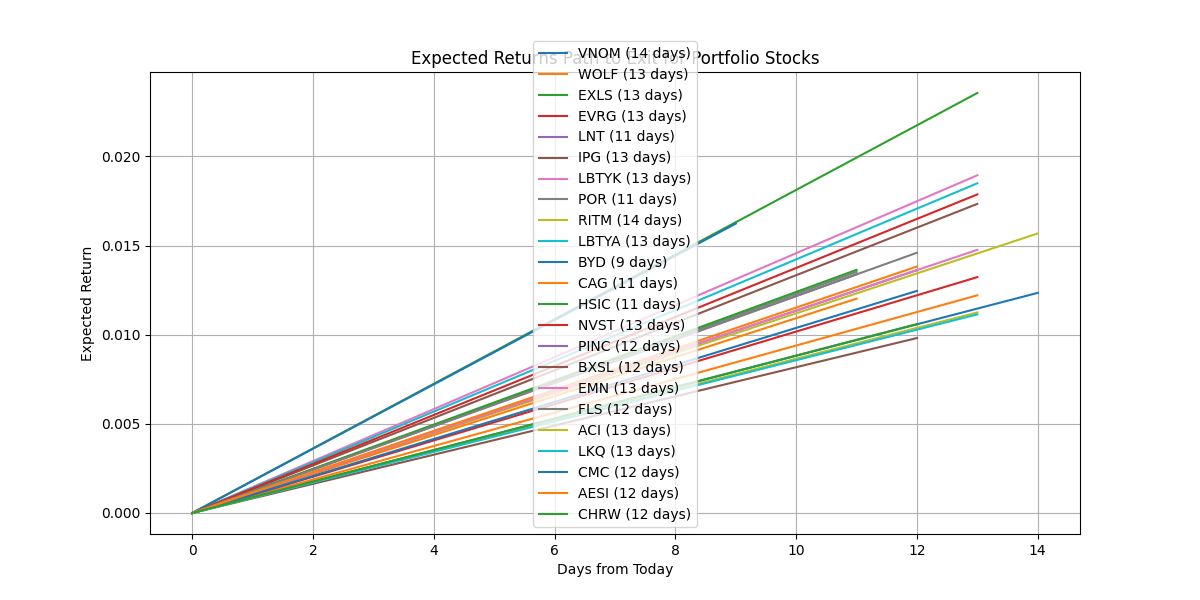 Expected Returns Path to Exit for Portfolio Stocks
VNOM (14 days)
WOLF (13 days)
EXLS (13 days)
EVRG (13 days)
LNT (11 days)
IPG (13 days)
LBTYK (13 days)
POR (11 days)
RITM (14 days)
LBTYA (13 days)
BYD (9 days)
CAG (11 days)
HSIC (11 days)
NVST (13 days)
PINC (12 days)
BXSL (12 days)
EMN (13 days)
FLS (12 days)
ACI (13 days)
LKQ (13 days)
CMC (12 days)
AESI (12 days)
CHRW (12 days)
Expected Return
0.020
0.015
0.010
0.005
0.000
0 2 4 6 8 10 12 14
Days from Today